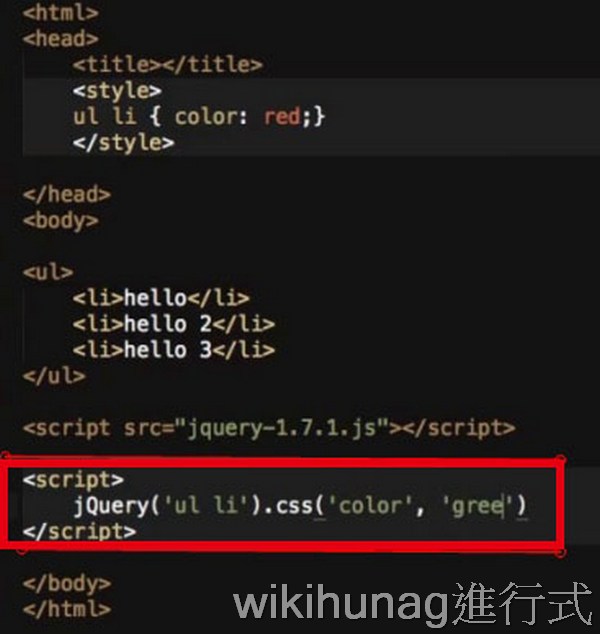 <html>
<head>
<title></title>
<style>
ul li { color: red;}
</style>
</head>
<body>
<ul>
<li>hello</li>
<li>hello 2</li>
<li>hello 3</li>
</ul>
<script src="jquery-1.7.1.js"></script>
<script>
jQuery('ul li').css('color', 'gree')
</script>
</body>
</html>
wikihunag進行式